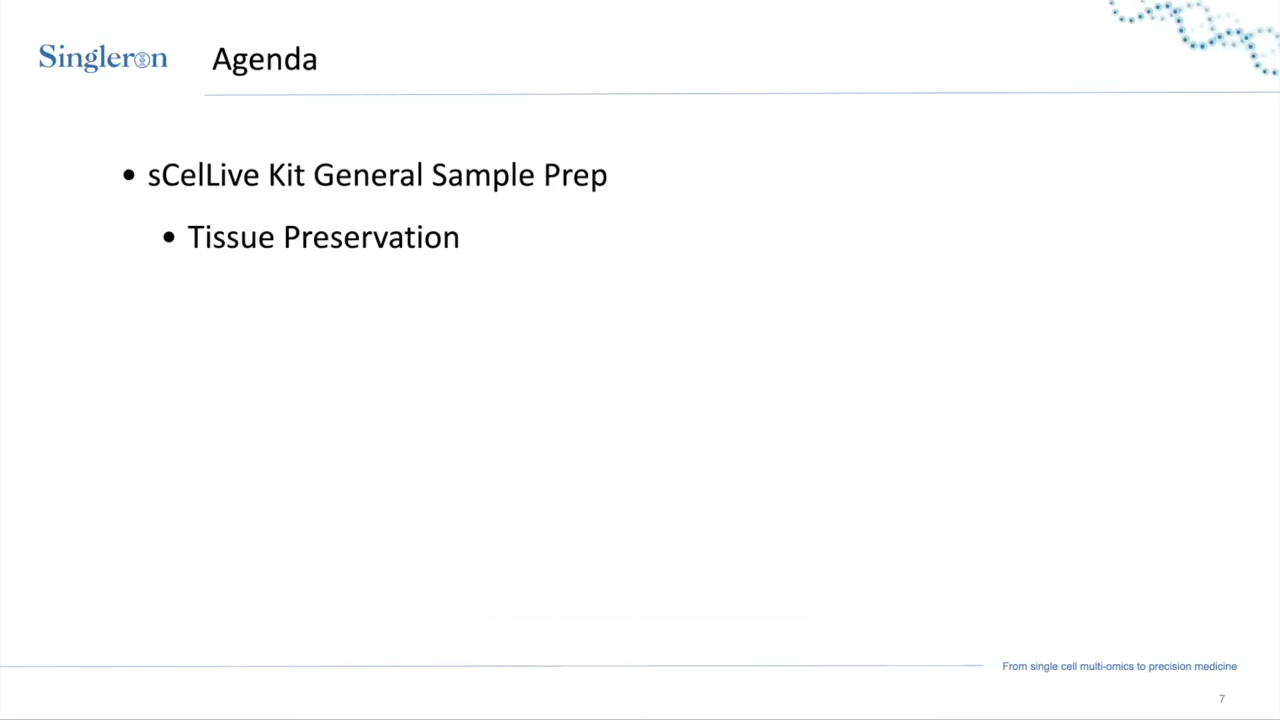 Singleron
Agenda
• sCelLive Kit General Sample Prep
• Tissue Preservation
From single cell multi-omics to precision medicine
7